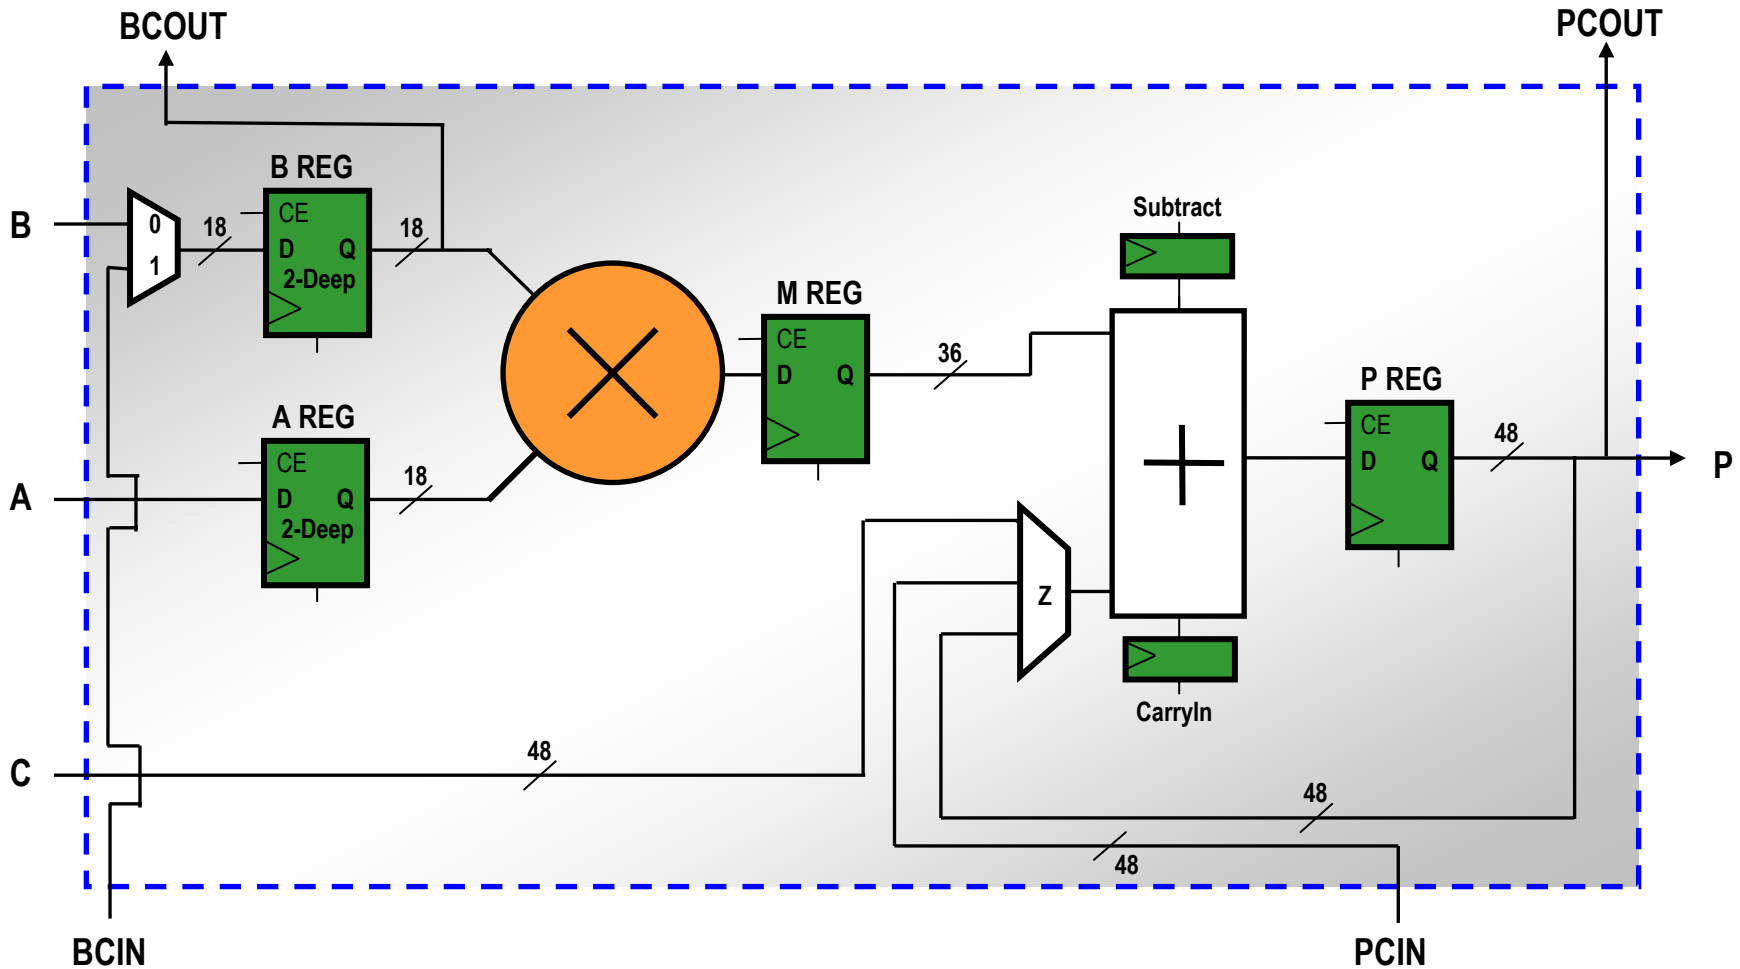 BCOUT
PCOUT
B REG
M REG
A REG
P REG
Subtract
CarryIn
B
0
1
18
CE
D
Q
2-Deep
18
CE
D
Q
36
CE
D
Q
48
P
A
CE
D
Q
2-Deep
18
Z
C
48
48
48
BCIN
PCIN